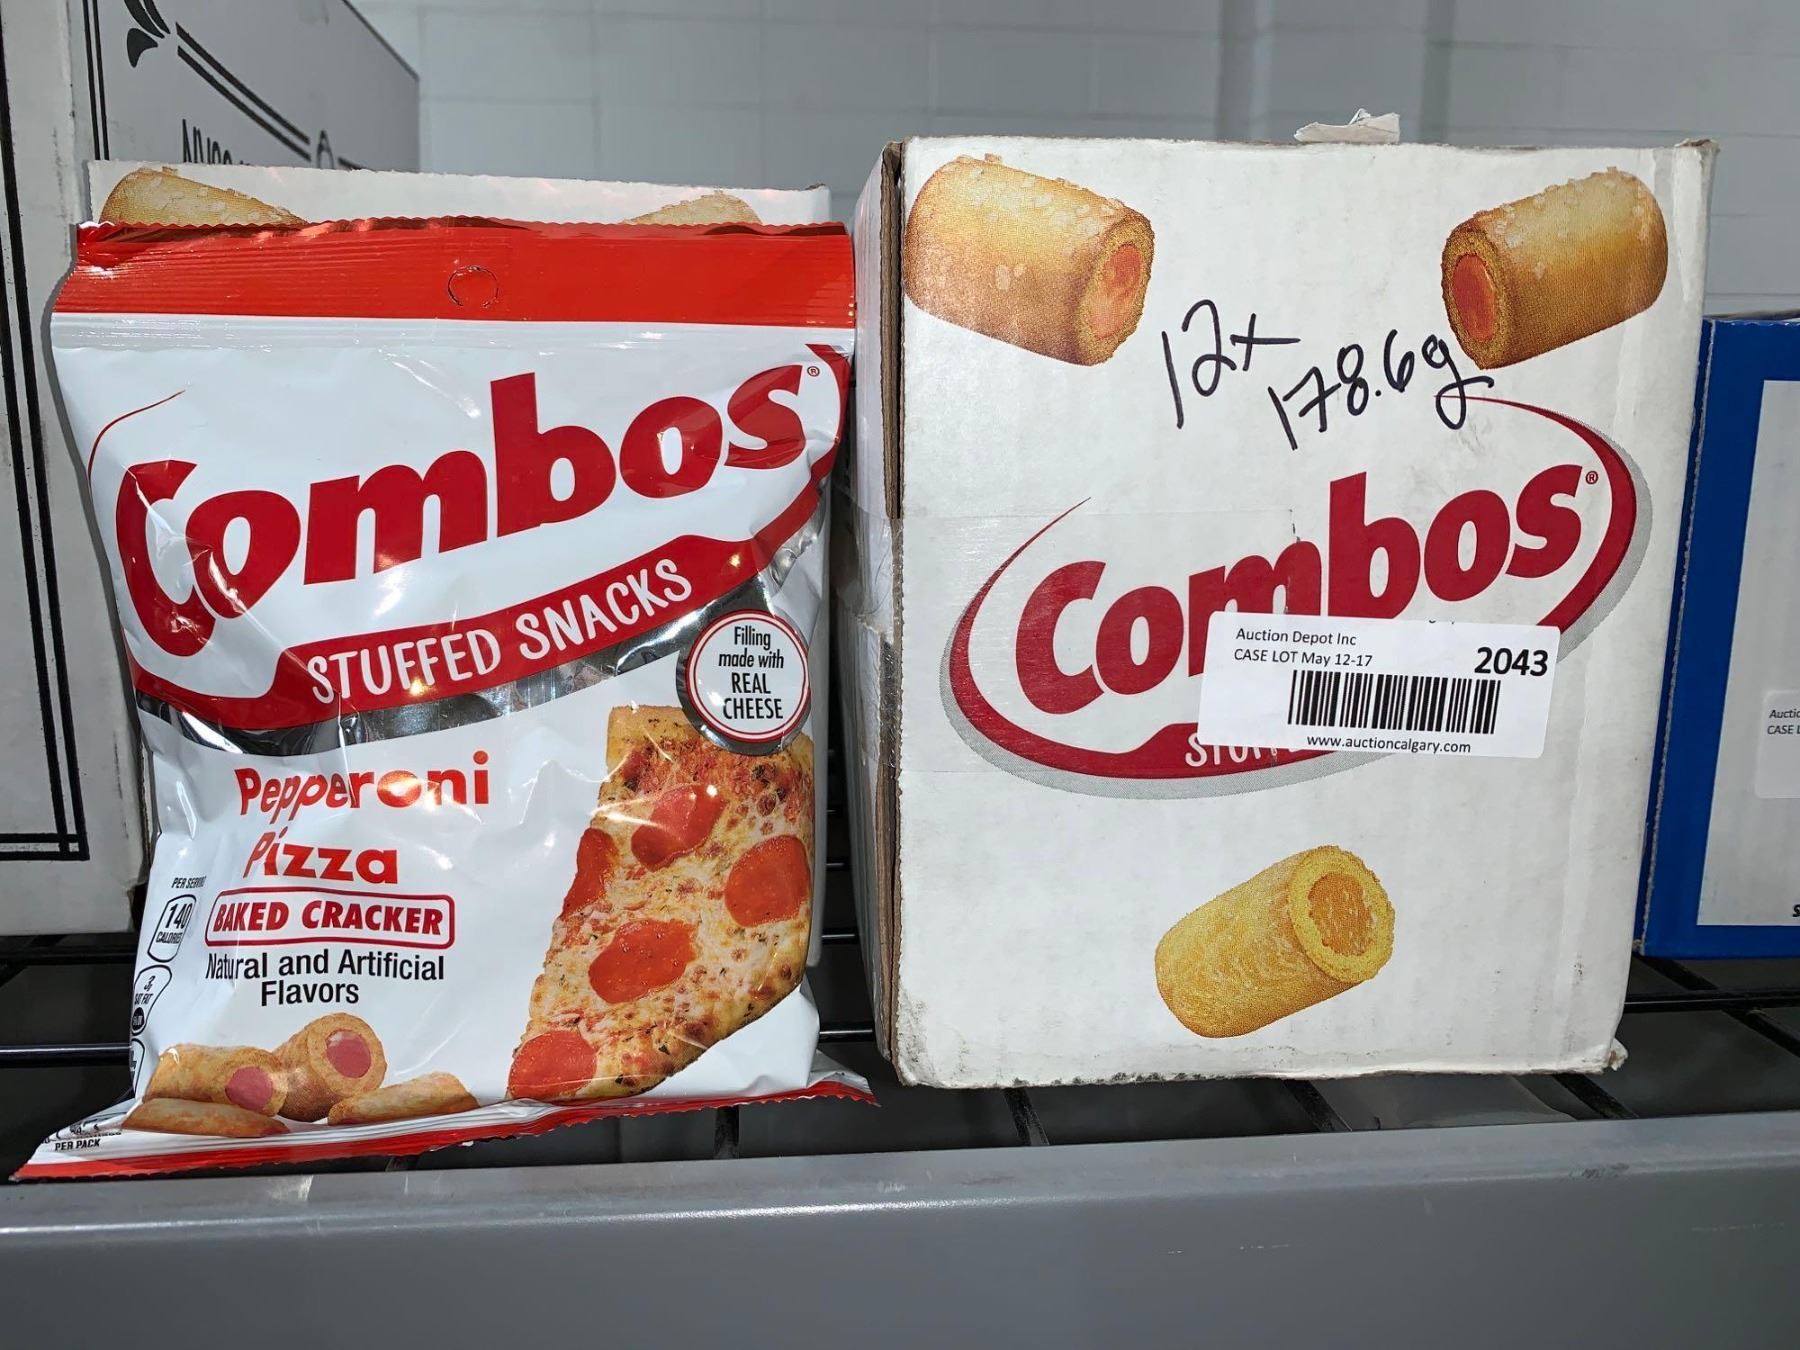 Combos®
STUFFED SNACKS
Filling
made with
REAL
CHEESE
Pepperoni
Pizza
BAKED CRACKER
Natural and Artificial
Flavors
PER
140
CALORIES
PER PACK
12x
178.6g
Combos®
Auction Depot Inc
CASE LOT May 12-17
2043
www.auctioncalgary.com